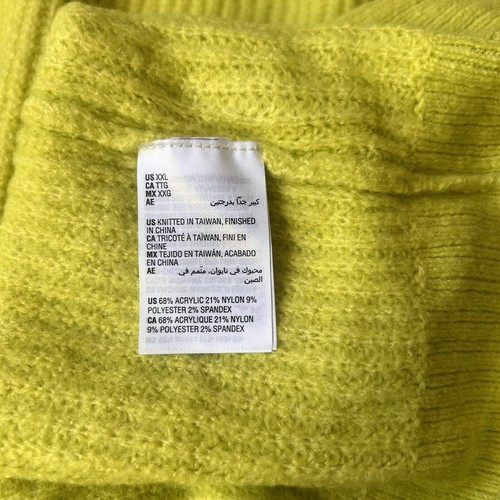 US XXL
CA TTG
MX XXG
AE كبير جدًا بدرجتين
US KNITTED IN TAIWAN, FINISHED
IN CHINA
CA TRICOTÉ À TAÏWAN, FINI EN
CHINE
MX TEJIDO EN TAIWÁN, ACABADO
EN CHINA
AE محبوك في تايوان، متمم في
الصين
US 68% ACRYLIC 21% NYLON 9%
POLYESTER 2% SPANDEX
CA 68% ACRYLIQUE 21% NYLON
9% POLYESTER 2% SPANDEX